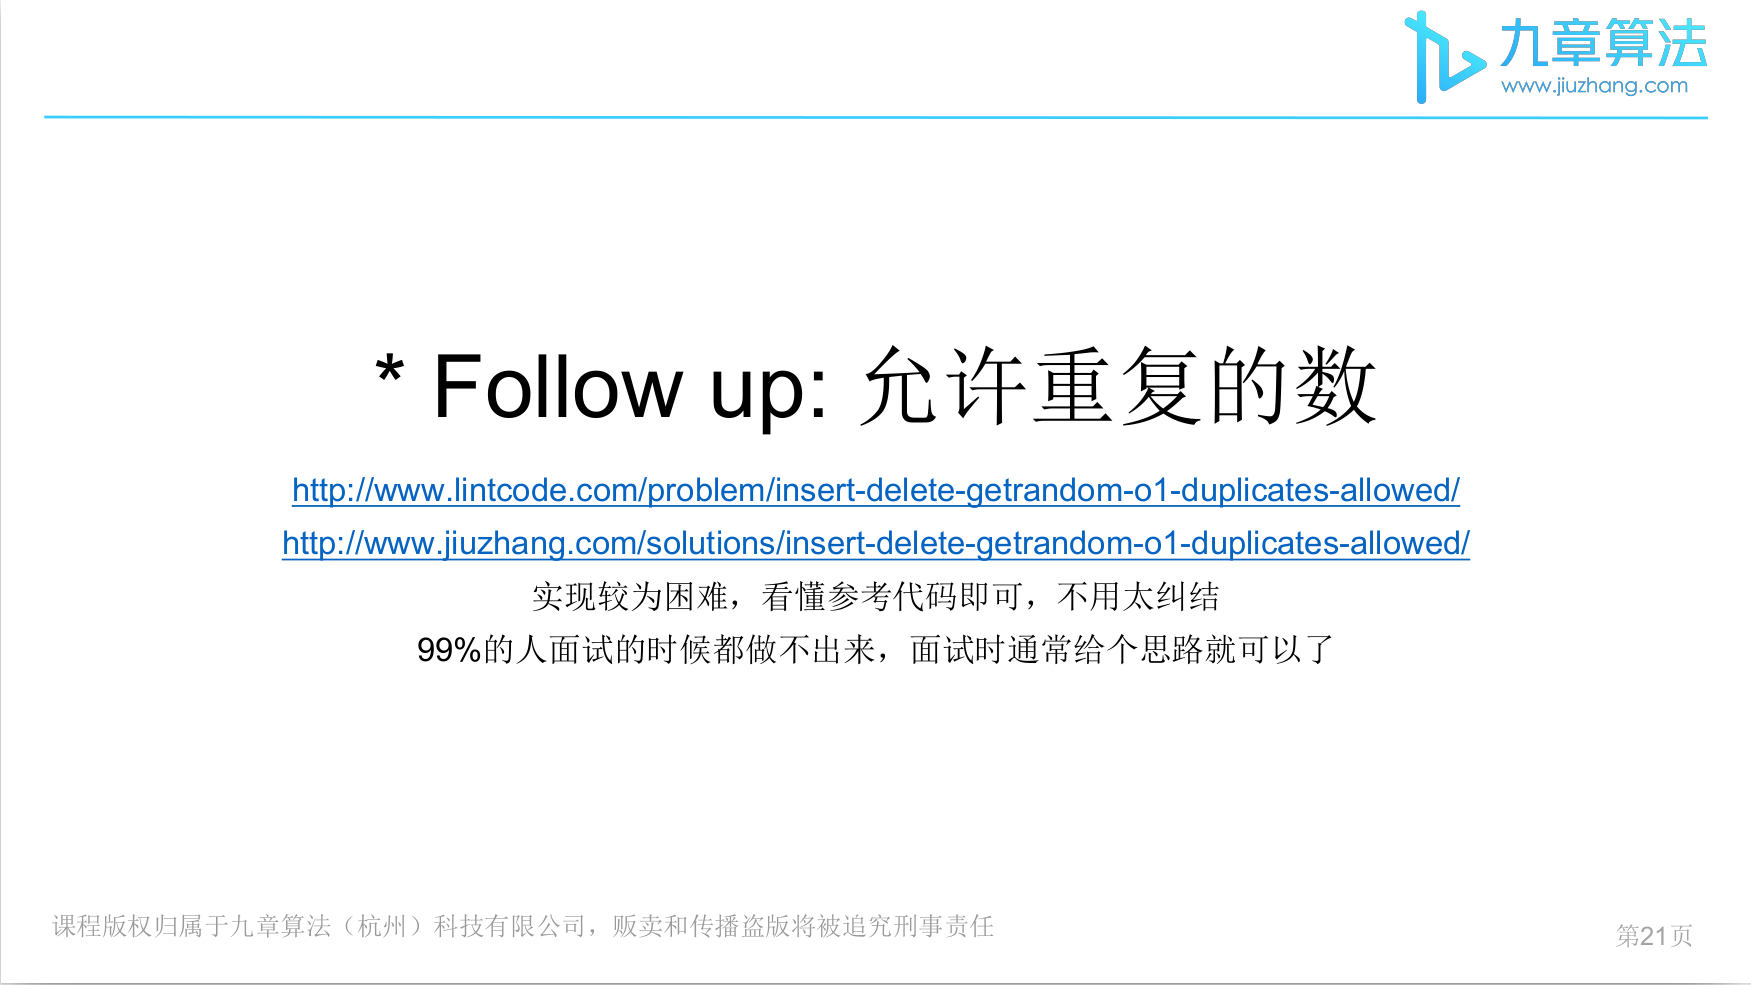 九章算法
www.jiuzhang.com
* Follow up: 允许重复的数
http://www.lintcode.com/problem/insert-delete-getrandom-o1-duplicates-allowed/
http://www.jiuzhang.com/solutions/insert-delete-getrandom-o1-duplicates-allowed/
实现较为困难，看懂参考代码即可，不用太纠结
99%的人面试的时候都做不出来，面试时通常给个思路就可以了
课程版权归属于九章算法（杭州）科技有限公司，贩卖和传播盗版将被追究刑事责任
第21页